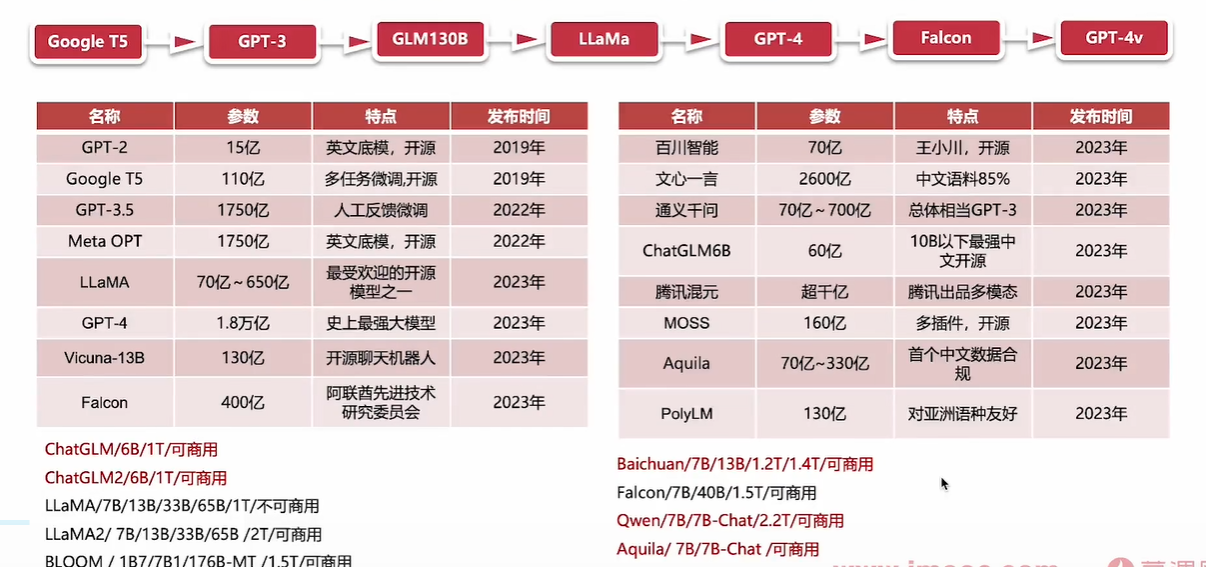 Google T5
GPT-3
GLM130B
LLaMa
GPT-4
Falcon
GPT-4v
名称 参数 特点 发布时间
GPT-2 15亿 英文底模，开源 2019年
Google T5 110亿 多任务微调,开源 2019年
GPT-3.5 1750亿 人工反馈微调 2022年
Meta OPT 1750亿 英文底模，开源 2022年
LLaMA 70亿～650亿 最受欢迎的开源
模型之一 2023年
GPT-4 1.8万亿 史上最强大模型 2023年
Vicuna-13B 130亿 开源聊天机器人 2023年
Falcon 400亿 阿联酋先进技术
研究委员会 2023年
ChatGLM/6B/1T/可商用
ChatGLM2/6B/1T/可商用
LLaMA/7B/13B/33B/65B/1T/不可商用
LLaMA2/ 7B/13B/33B/65B /2T/可商用
BLOOM / 1B7/7B1/176B-MT /1.5T/可商用
名称 参数 特点 发布时间
百川智能 70亿 王小川，开源 2023年
文心一言 2600亿 中文语料85% 2023年
通义千问 70亿～700亿 总体相当GPT-3 2023年
ChatGLM6B 60亿 10B以下最强中
文开源 2023年
腾讯混元 超千亿 腾讯出品多模态 2023年
MOSS 160亿 多插件，开源 2023年
Aquila 70亿~330亿 首个中文数据合
规 2023年
PolyLM 130亿 对亚洲语种友好 2023年
Baichuan/7B/13B/1.2T/1.4T/可商用
Falcon/7B/40B/1.5T/可商用
Qwen/7B/7B-Chat/2.2T/可商用
Aquila/ 7B/7B-Chat /可商用